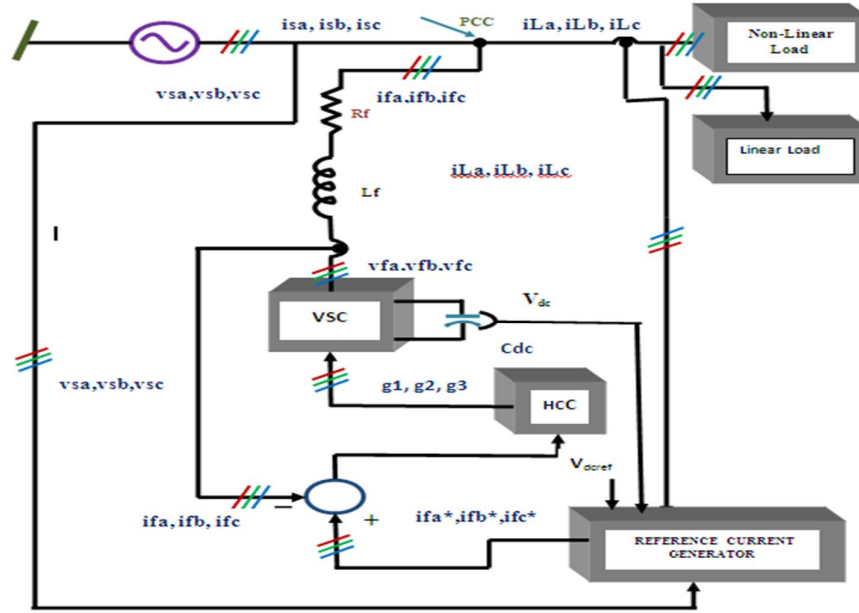 isa, isb, isc
PCC
iLa, iLb, iLc
Non-Linear
Load
vsa,vsb,vsc
ifa,ifb,ifc
Rf
Linear Load
Lf
iLa, iLb, iLc
I
vfa,vfb,vfc
VSC
Vdc
Cdc
vsa,vsb,vsc
g1, g2, g3
HCC
Vdcref
ifa, ifb, ifc
–
+
ifa*,ifb*,ifc*
REFERENCE CURRENT
GENERATOR